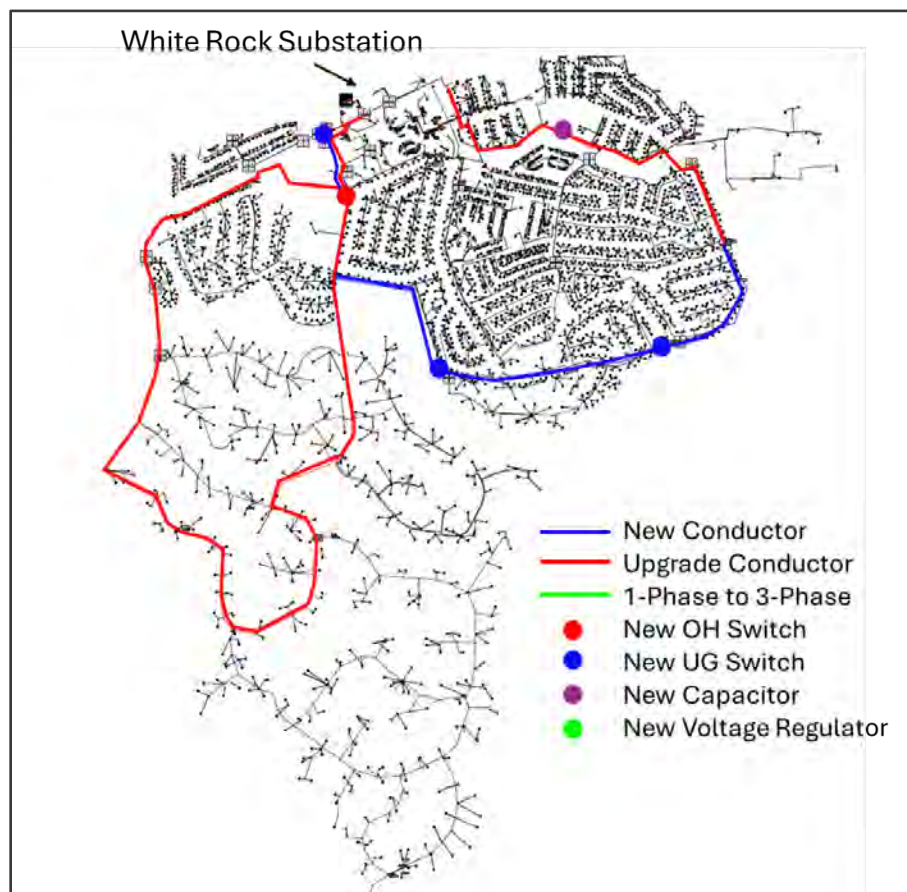 White Rock Substation
New Conductor
Upgrade Conductor
1-Phase to 3-Phase
New OH Switch
New UG Switch
New Capacitor
New Voltage Regulator